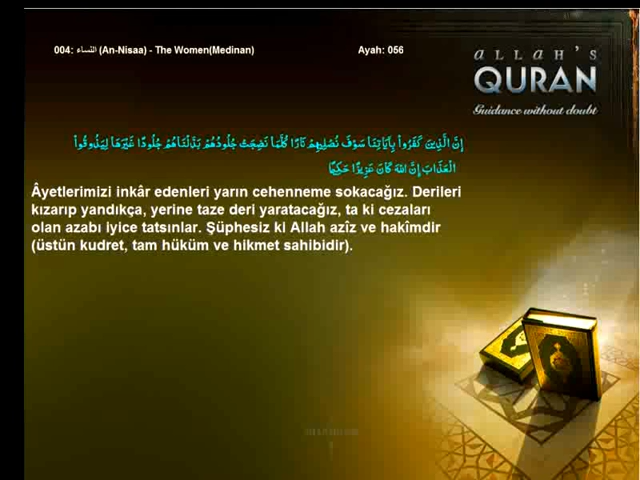 004: النساء (An-Nisaa) - The Women(Medinan) Ayah: 056
ALLAH'S
QURAN
Guidance without doubt
إِنَّ الَّذِينَ كَفَرُواْ بِآيَاتِنَا سَوْفَ نُصْلِيهِمْ نَارًا كُلَّمَا نَضِجَتْ جُلُودُهُمْ بَدَّلْنَاهُمْ جُلُودًا غَيْرَهَا لِيَذُوقُواْ
الْعَذَابَ إِنَّ اللّهَ كَانَ عَزِيزًا حَكِيمًا
Âyetlerimizi inkâr edenleri yarın cehenneme sokacağız. Derileri
kızarıp yandıkça, yerine taze deri yaratacağız, ta ki cezaları
olan azabı iyice tatsınlar. Şüphesiz ki Allah azîz ve hakîmdir
(üstün kudret, tam hüküm ve hikmet sahibidir).